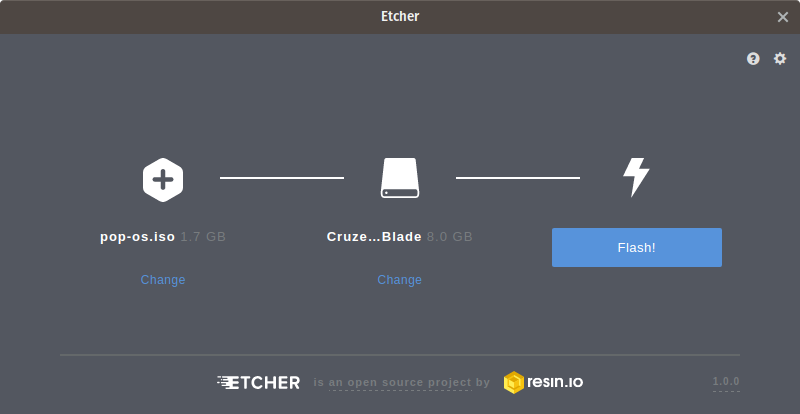 Etcher
pop-os.iso 1.7 GB
Cruze...Blade 8.0 GB
Flash!
Change
Change
ETCHER is an open source project by resin.io
1.0.0